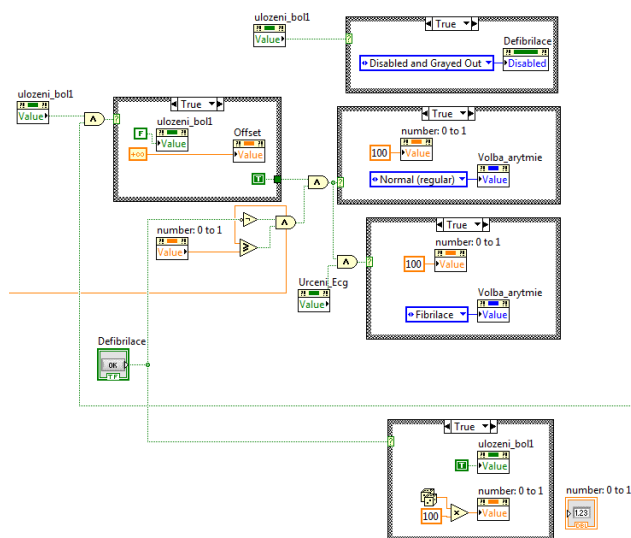 ulozeni_bol1
Value
True
Defibrilace
Disabled and Grayed Out
Disabled
ulozeni_bol1
Value
True
ulozeni_bol1
F
Value
Offset
+∞
Value
T
True
number: 0 to 1
100
Value
Volba_arytmie
Normal (regular)
Value
number: 0 to 1
Value
True
number: 0 to 1
100
Value
Urceni_Ecg
Value
Volba_arytmie
Fibrilace
Value
Defibrilace
OK
TF
True
ulozeni_bol1
T
Value
number: 0 to 1
100
Value
number: 0 to 1
1.23
DBL